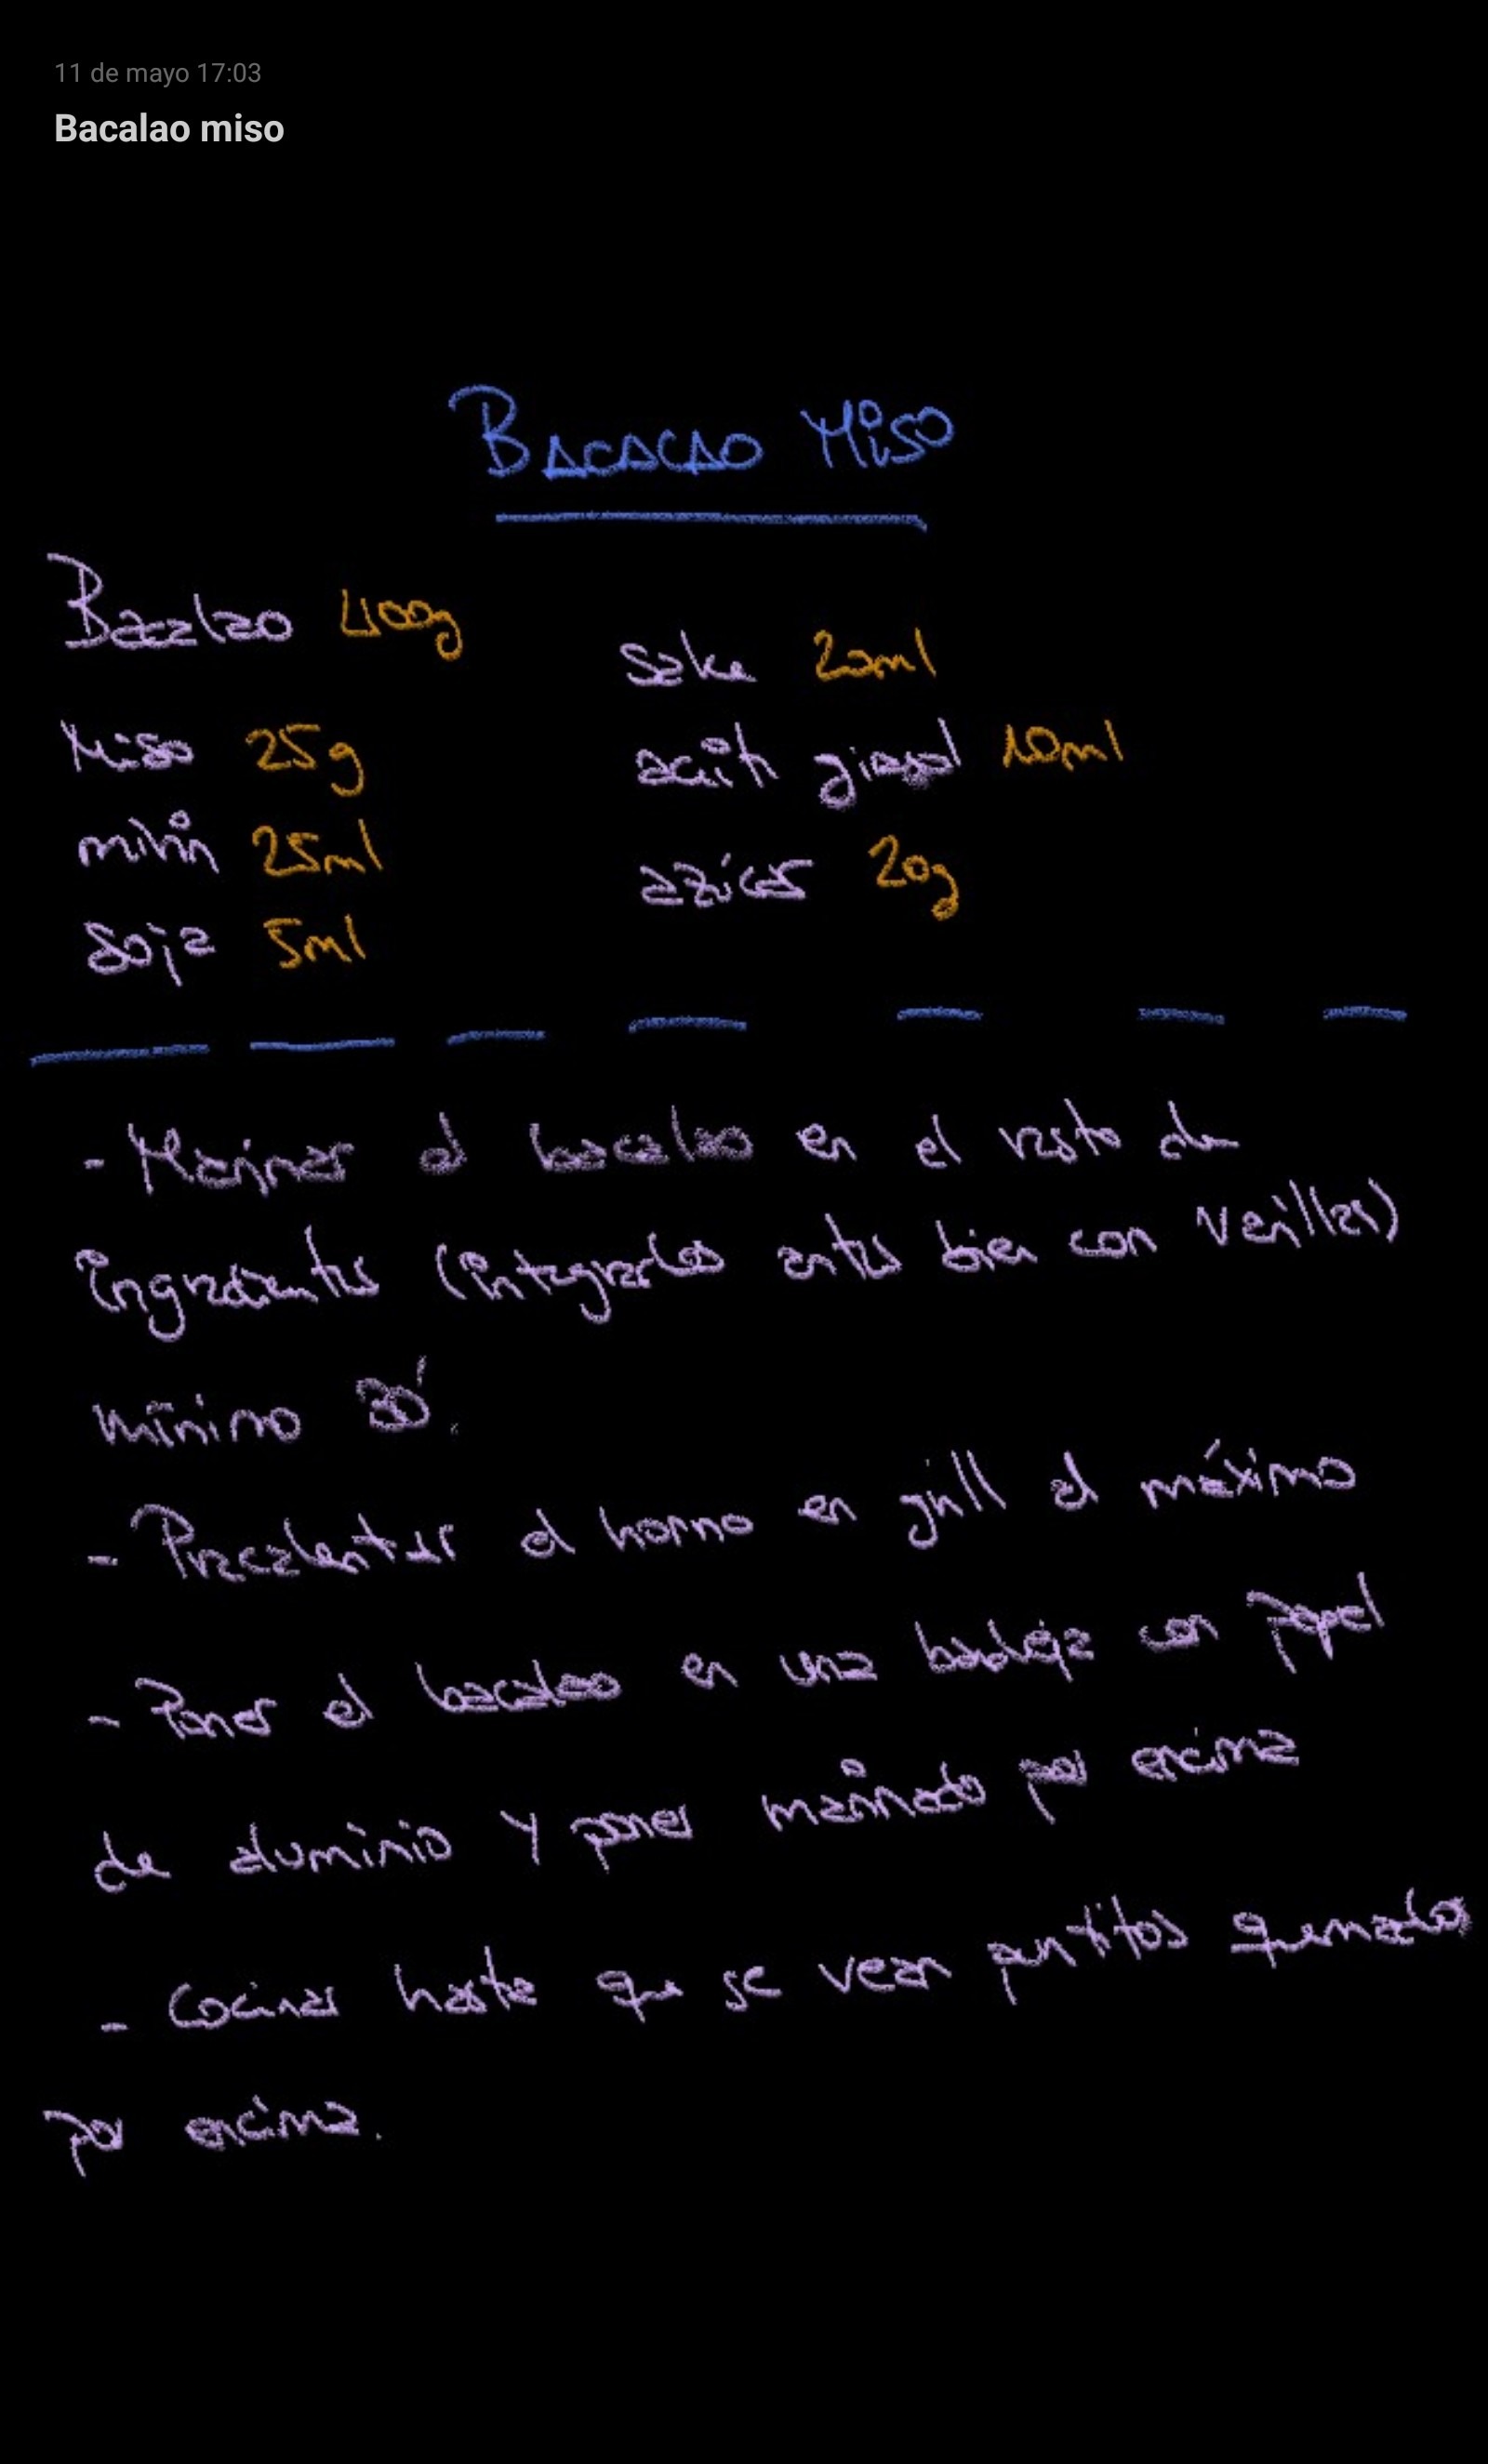 11 de mayo 17:03
Bacalao miso
BACALAO MISO
Bacalao 400g
Miso 25g
mirin 25ml
Soja 5ml
Sake 20ml
aceite girasol 10ml
azúcar 20g
- Marinar el bacalao en el resto de
ingredientes (integrarlos antes bien con varillas)
mínimo 30'.
- Precalentar el horno en grill al máximo
- Poner el bacalao en una bandeja con papel
de aluminio y poner marinado por encima
- Cocinar hasta que se vean puntitos quemados
por encima.